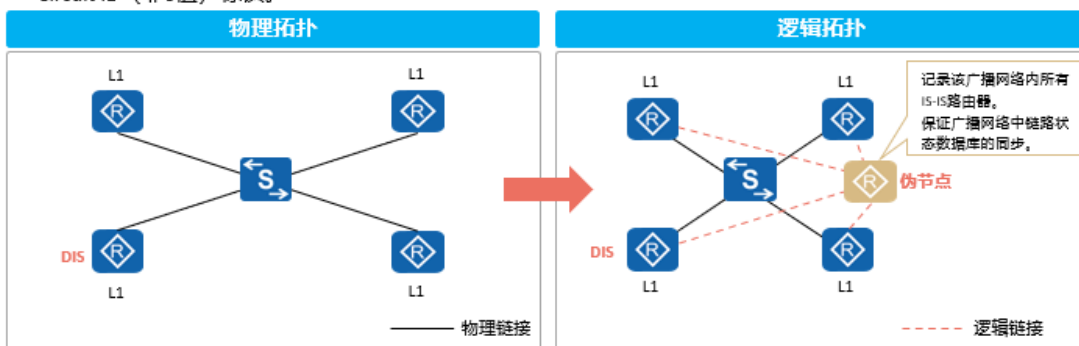 物理拓扑
逻辑拓扑
L1
L1
R
R
S
DIS
R
R
L1
L1
物理链接
L1
L1
记录该广播网络内所有
IS-IS路由器。
保证广播网络中链路状
态数据库的同步。
R
R
S
R
伪节点
DIS
R
R
L1
L1
逻辑链接